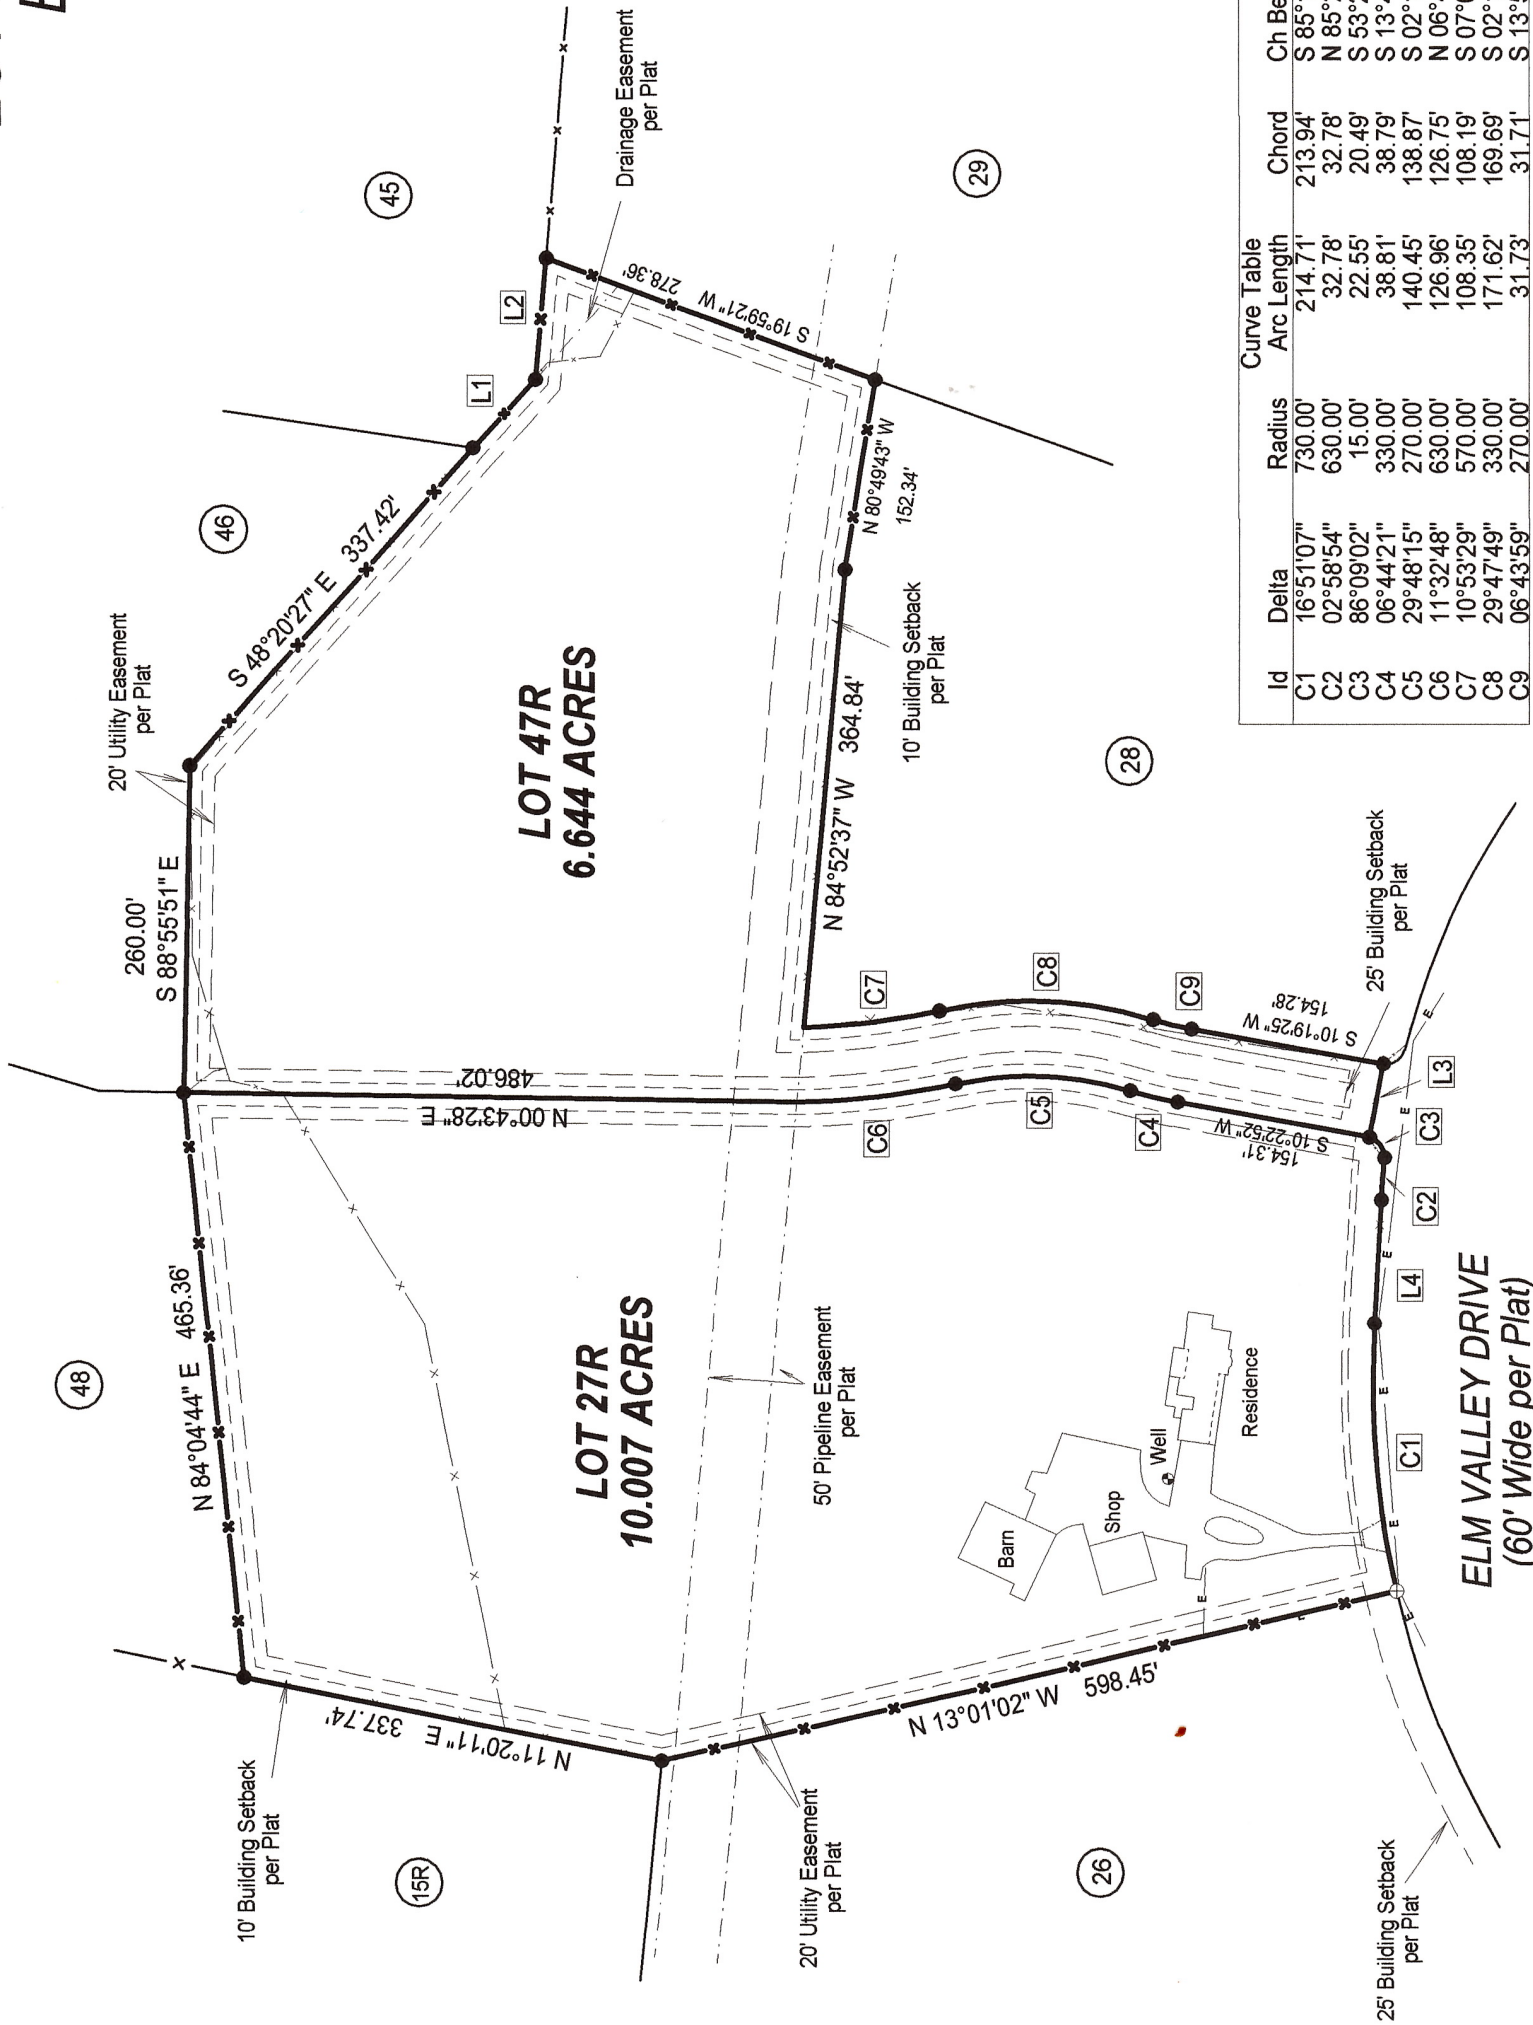 48
N 84°04'44" E 465.36'
10' Building Setback
per Plat
N 11°20'11" E 337.74'
15R
260.00'
S 88°55'51" E
20' Utility Easement
per Plat
46
S 48°20'27" E 337.42'
45
L1
L2
Drainage Easement
per Plat
S 19°59'21" W 278.36'
29
LOT 47R
6.644 ACRES
N 00°43'28" E 486.02'
LOT 27R
10.007 ACRES
50' Pipeline Easement
per Plat
N 84°52'37" W 364.84'
N 80°49'43" W
152.34'
10' Building Setback
per Plat
28
20' Utility Easement
per Plat
N 13°01'02" W 598.45'
26
Barn
Shop
Well
Residence
C6
C7
C5
C8
C4
C9
S 10°22'52" W
154.31'
S 10°19'25" W
154.28'
25' Building Setback
per Plat
L3
C3
C2
L4
C1
E
E
E
E
E
E
E
E
25' Building Setback
per Plat
ELM VALLEY DRIVE
(60' Wide per Plat)
Curve Table
Id Delta Radius Arc Length Chord Ch Be
C1 16°51'07" 730.00' 214.71' 213.94' S 85°
C2 02°58'54" 630.00' 32.78' 32.78' N 85°
C3 86°09'02" 15.00' 22.55' 20.49' S 53°
C4 06°44'21" 330.00' 38.81' 38.79' S 13°
C5 29°48'15" 270.00' 140.45' 138.87' S 02°
C6 11°32'48" 630.00' 126.96' 126.75' N 06°
C7 10°53'29" 570.00' 108.35' 108.19' S 07°
C8 29°47'49" 330.00' 171.62' 169.69' S 02°
C9 06°43'59" 270.00' 31.73' 31.71' S 13°